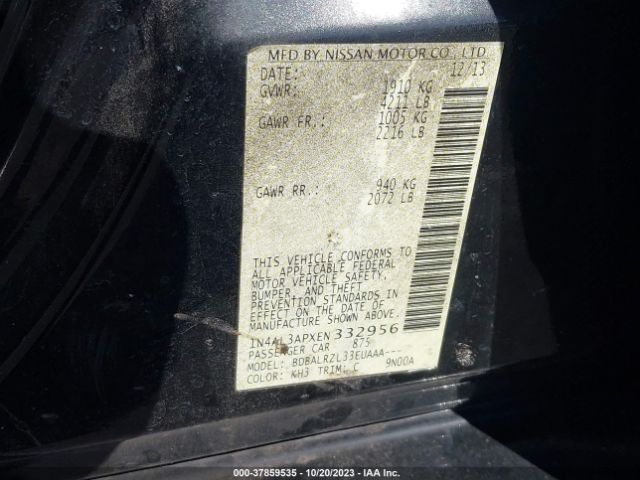 MFD BY NISSAN MOTOR CO., LTD
DATE: 12/13
GVWR: 1910 KG
4211 LB
GAWR FR.: 1005 KG
2216 LB
GAWR RR.: 940 KG
2072 LB
THIS VEHICLE CONFORMS TO
ALL APPLICABLE FEDERAL
MOTOR VEHICLE SAFETY,
BUMPER, AND THEFT
PREVENTION STANDARDS IN
EFFECT ON THE DATE OF
MANUFACTURE SHOWN ABOVE.
1N4AL3APXEN332956
PASSENGER CAR 875
MODEL: BDBALRZL33EUAAA---
COLOR: KH3 TRIM: C 9N00A
000-37859535 - 10/20/2023 - IAA Inc.